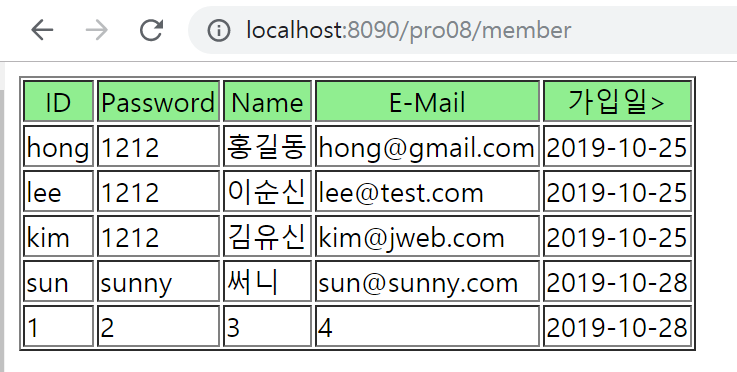 localhost:8090/pro08/member
ID Password Name E-Mail 가입일>
hong 1212 홍길동 hong@gmail.com 2019-10-25
lee 1212 이순신 lee@test.com 2019-10-25
kim 1212 김유신 kim@jweb.com 2019-10-25
sun sunny 써니 sun@sunny.com 2019-10-28
1 2 3 4 2019-10-28